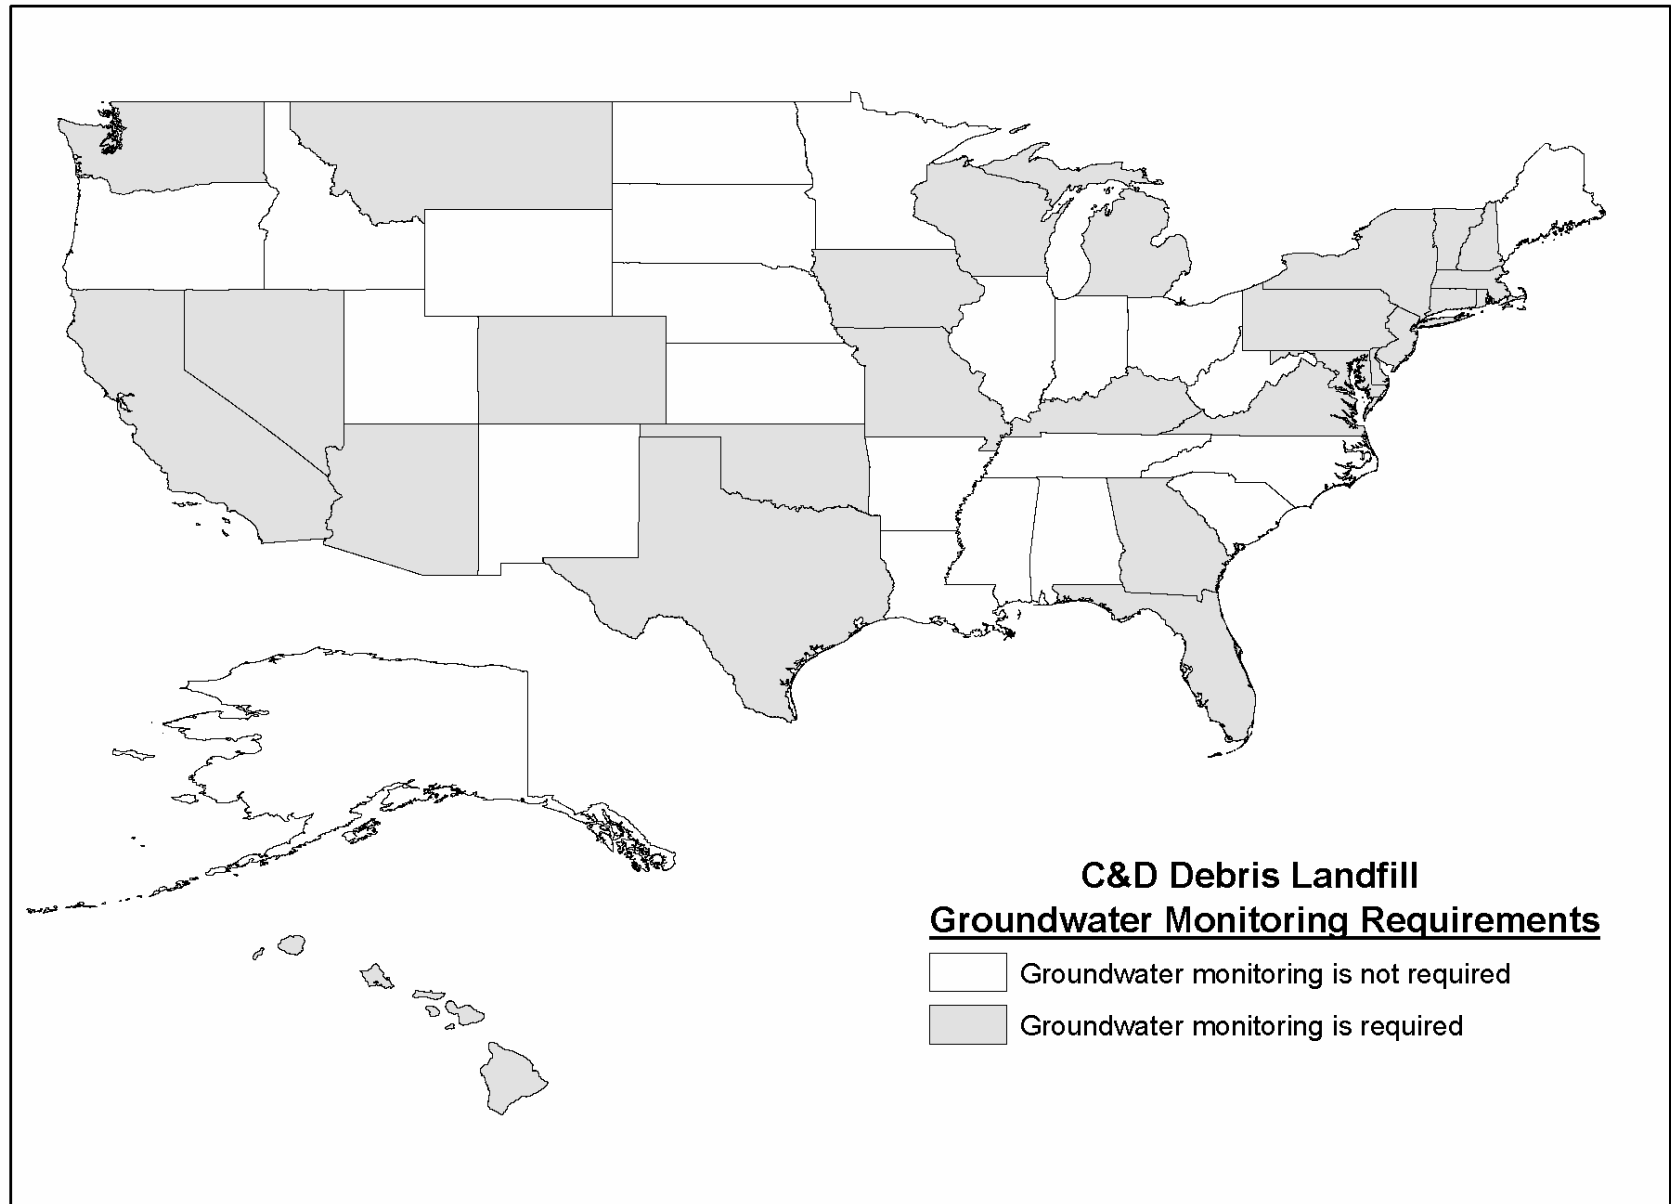 C&D Debris Landfill
Groundwater Monitoring Requirements
Groundwater monitoring is not required
Groundwater monitoring is required